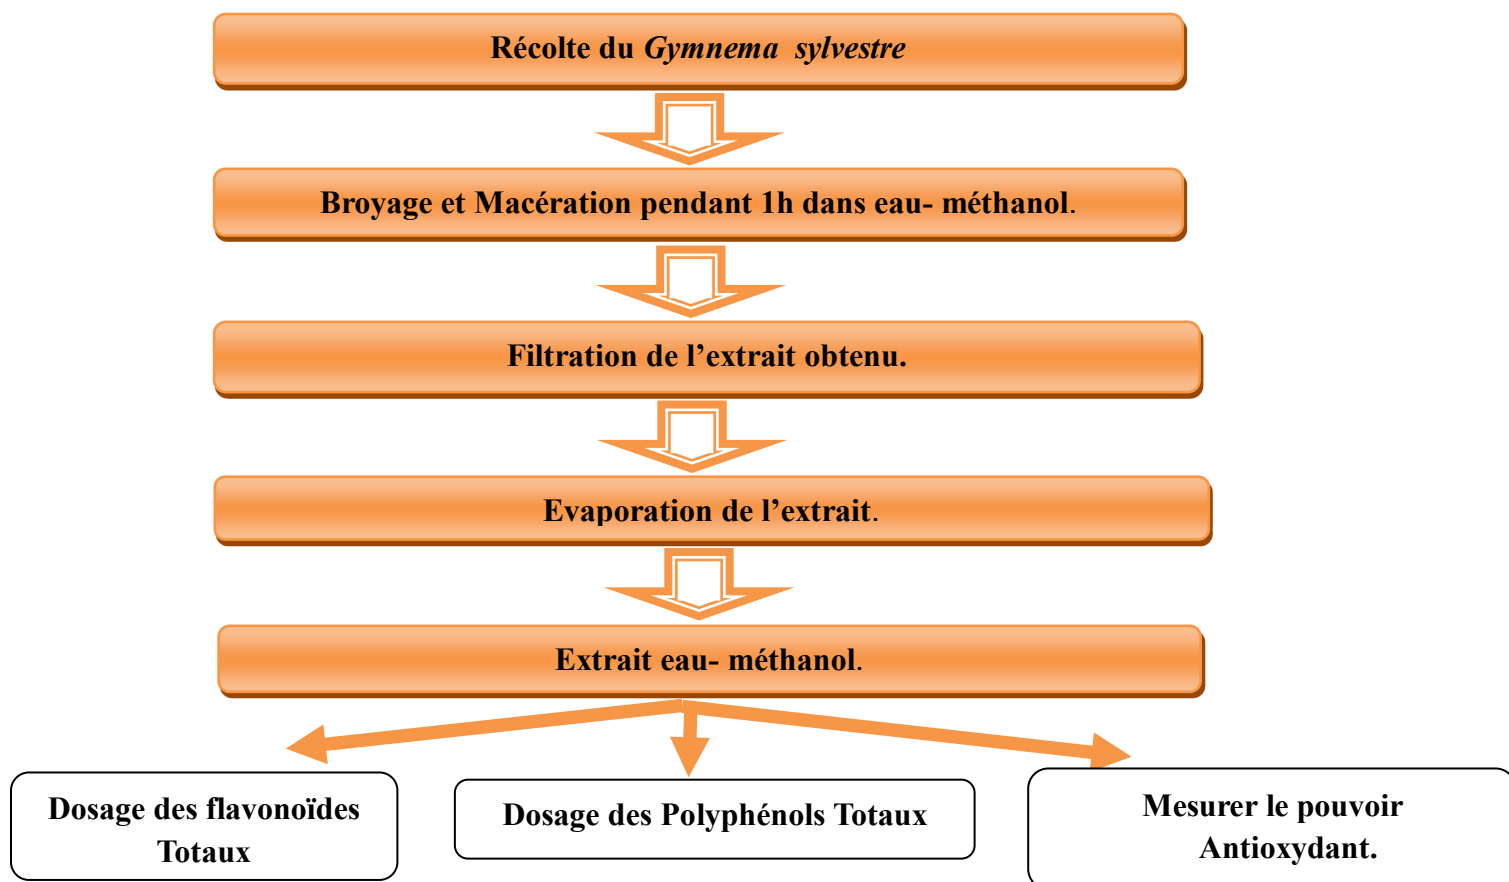 Récolte du Gymnema sylvestre
Broyage et Macération pendant 1h dans eau- méthanol.
Filtration de l’extrait obtenu.
Evaporation de l’extrait.
Extrait eau- méthanol.
Dosage des flavonoïdes
Totaux
Dosage des Polyphénols Totaux
Mesurer le pouvoir
Antioxydant.